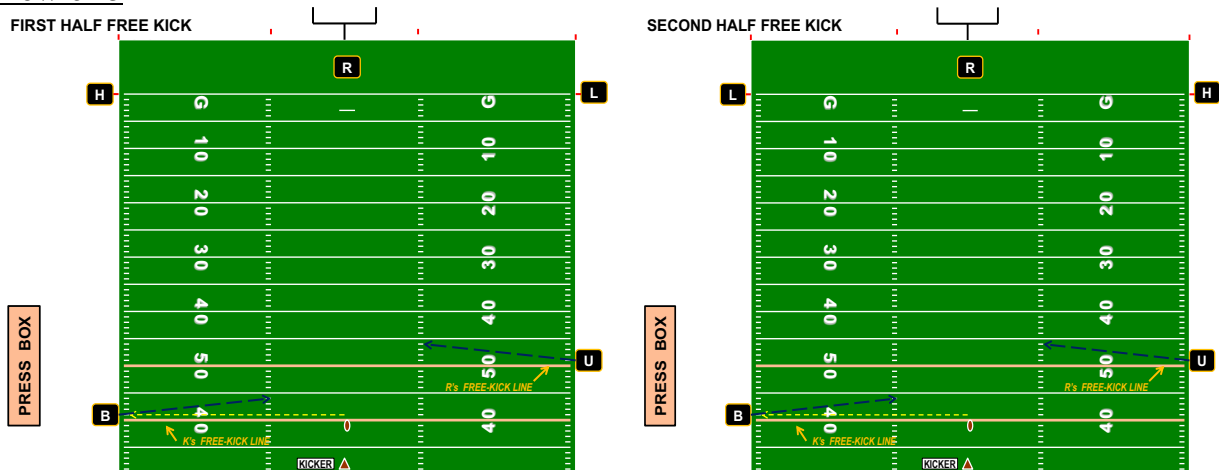 FIRST HALF FREE KICK
R
H
L
G
G
10
10
20
20
30
30
40
40
PRESS BOX
50
50
U
R's FREE-KICK LINE
B
40
40
K's FREE-KICK LINE
KICKER
SECOND HALF FREE KICK
R
L
H
G
G
10
10
20
20
30
30
40
40
PRESS BOX
50
50
U
R's FREE-KICK LINE
B
40
40
K's FREE-KICK LINE
KICKER